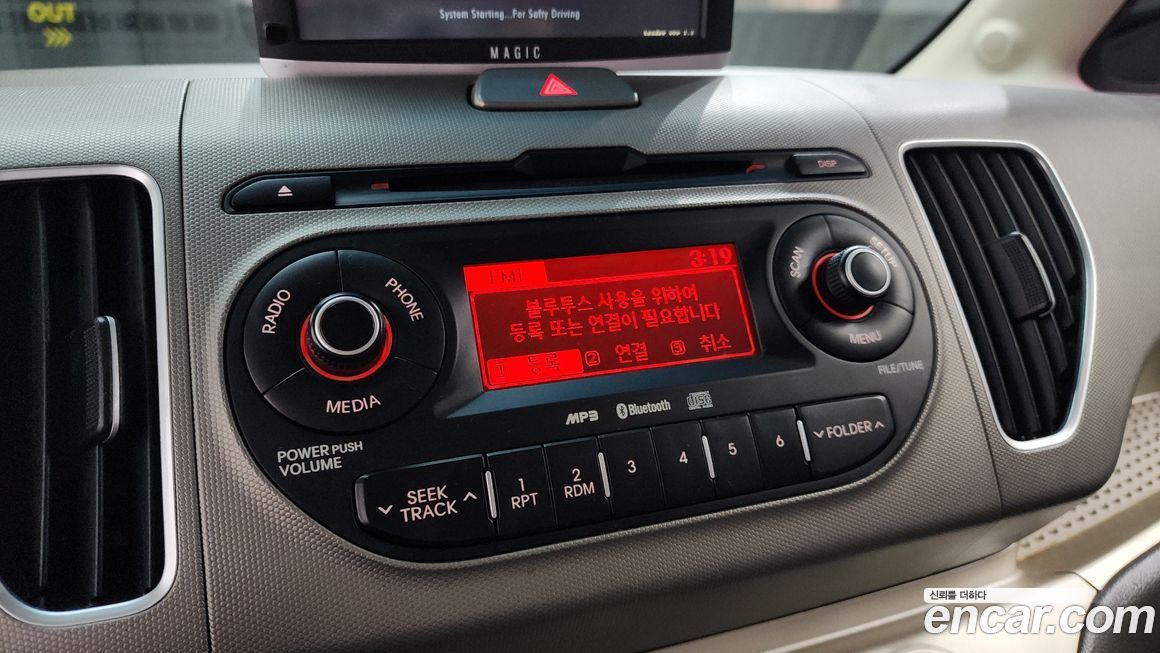 OUT
>>>
System Starting...For Safty Driving
MAGIC
DISP
RADIO
PHONE
MEDIA
POWER PUSH
VOLUME
FM1
3:19
블루투스 사용을 위하여
등록 또는 연결이 필요합니다
1 등록 2 연결 3 취소
SCAN
SETUP
MENU
FILE/TUNE
MP3
Bluetooth
disc
SEEK
TRACK
1
RPT
2
RDM
3
4
5
6
FOLDER
신뢰를 더하다
encar.com